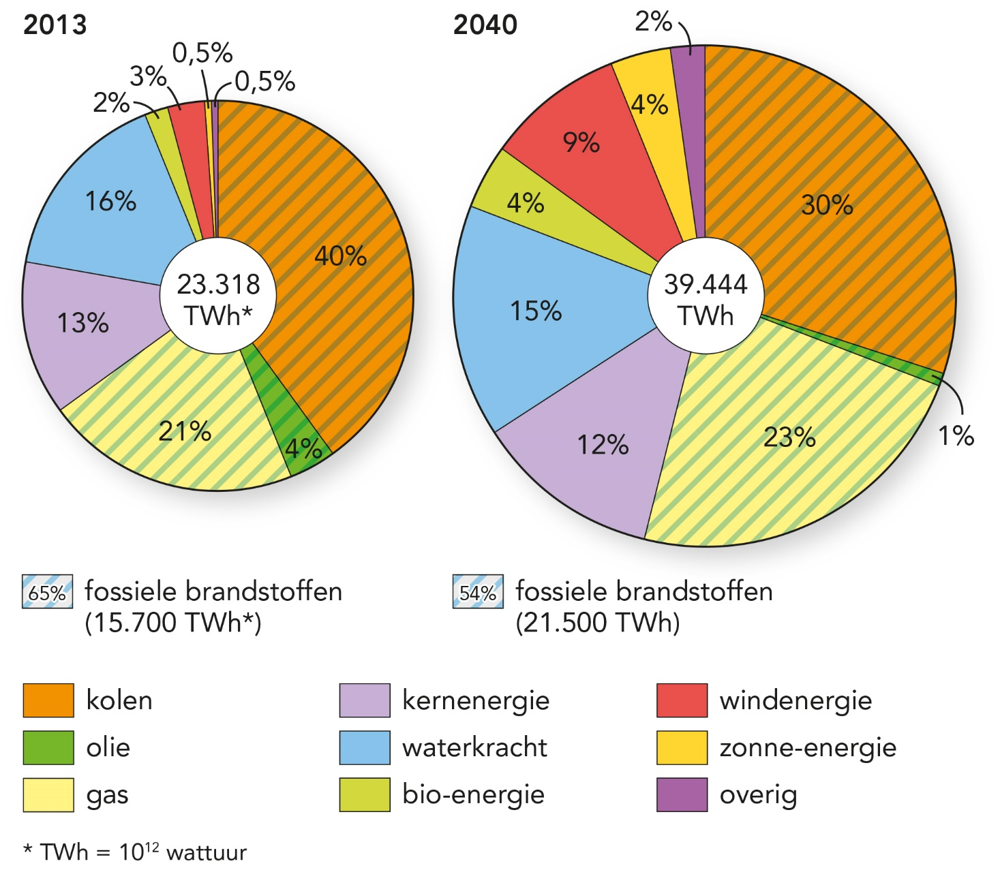 2013
0,5%
3%
0,5%
2%
16%
40%
23.318
TWh*
13%
21%
4%
65%
fossiele brandstoffen
(15.700 TWh*)
2040
2%
4%
9%
30%
4%
39.444
TWh
15%
12%
23%
1%
54%
fossiele brandstoffen
(21.500 TWh)
kolen
olie
gas
kernenergie
waterkracht
bio-energie
windenergie
zonne-energie
overig
* TWh = 10¹² wattuur